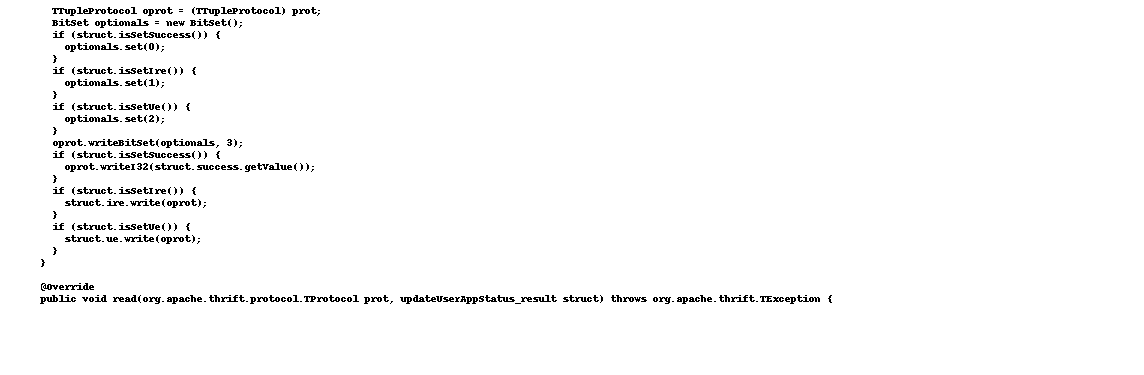 TTupleProtocol oprot = (TTupleProtocol) prot;
BitSet optionals = new BitSet();
if (struct.isSetSuccess()) {
optionals.set(0);
}
if (struct.isSetIre()) {
optionals.set(1);
}
if (struct.isSetUe()) {
optionals.set(2);
}
oprot.writeBitSet(optionals, 3);
if (struct.isSetSuccess()) {
oprot.writeI32(struct.success.getValue());
}
if (struct.isSetIre()) {
struct.ire.write(oprot);
}
if (struct.isSetUe()) {
struct.ue.write(oprot);
}
}
@Override
public void read(org.apache.thrift.protocol.TProtocol prot, updateUserAppStatus_result struct) throws org.apache.thrift.TException {